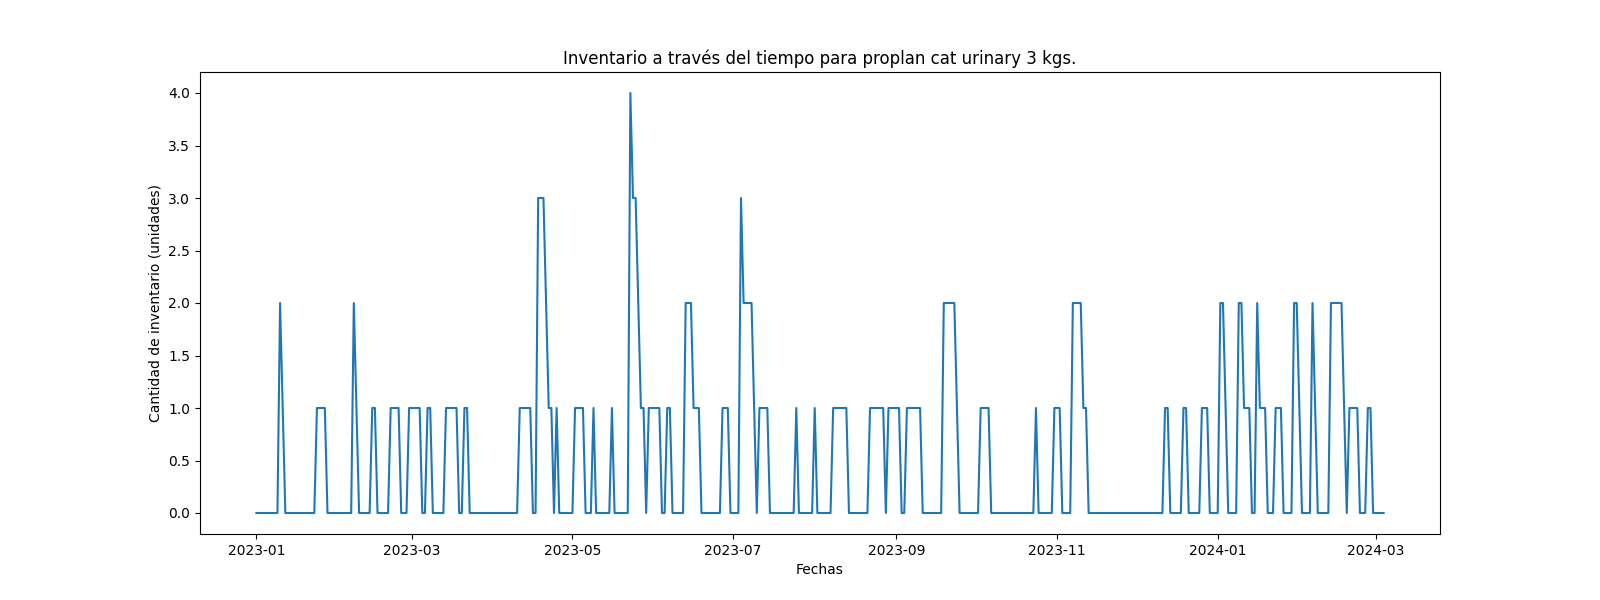 Inventario a través del tiempo para proplan cat urinary 3 kgs.
Cantidad de inventario (unidades)
4.0
3.5
3.0
2.5
2.0
1.5
1.0
0.5
0.0
2023-01 2023-03 2023-05 2023-07 2023-09 2023-11 2024-01 2024-03
Fechas